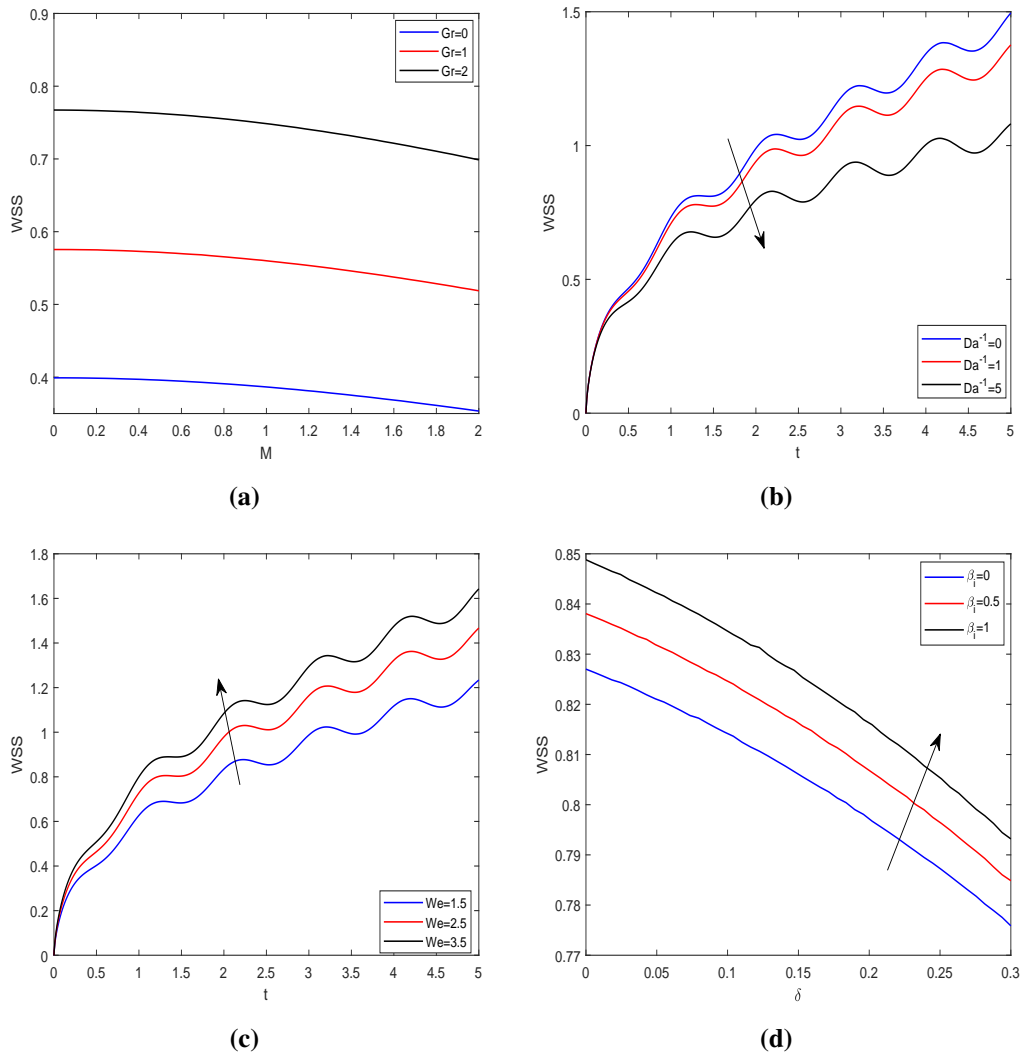 0.9
0.8
0.7
0.6
0.5
0.4
WSS
0 0.2 0.4 0.6 0.8 1 1.2 1.4 1.6 1.8 2
M
Gr=0
Gr=1
Gr=2
(a)
1.5
1
0.5
0
WSS
0 0.5 1 1.5 2 2.5 3 3.5 4 4.5 5
t
Da⁻¹=0
Da⁻¹=1
Da⁻¹=5
(b)
1.8
1.6
1.4
1.2
1
0.8
0.6
0.4
0.2
0
WSS
0 0.5 1 1.5 2 2.5 3 3.5 4 4.5 5
t
We=1.5
We=2.5
We=3.5
(c)
0.85
0.84
0.83
0.82
0.81
0.8
0.79
0.78
0.77
WSS
0 0.05 0.1 0.15 0.2 0.25 0.3
δ
βᵢ=0
βᵢ=0.5
βᵢ=1
(d)